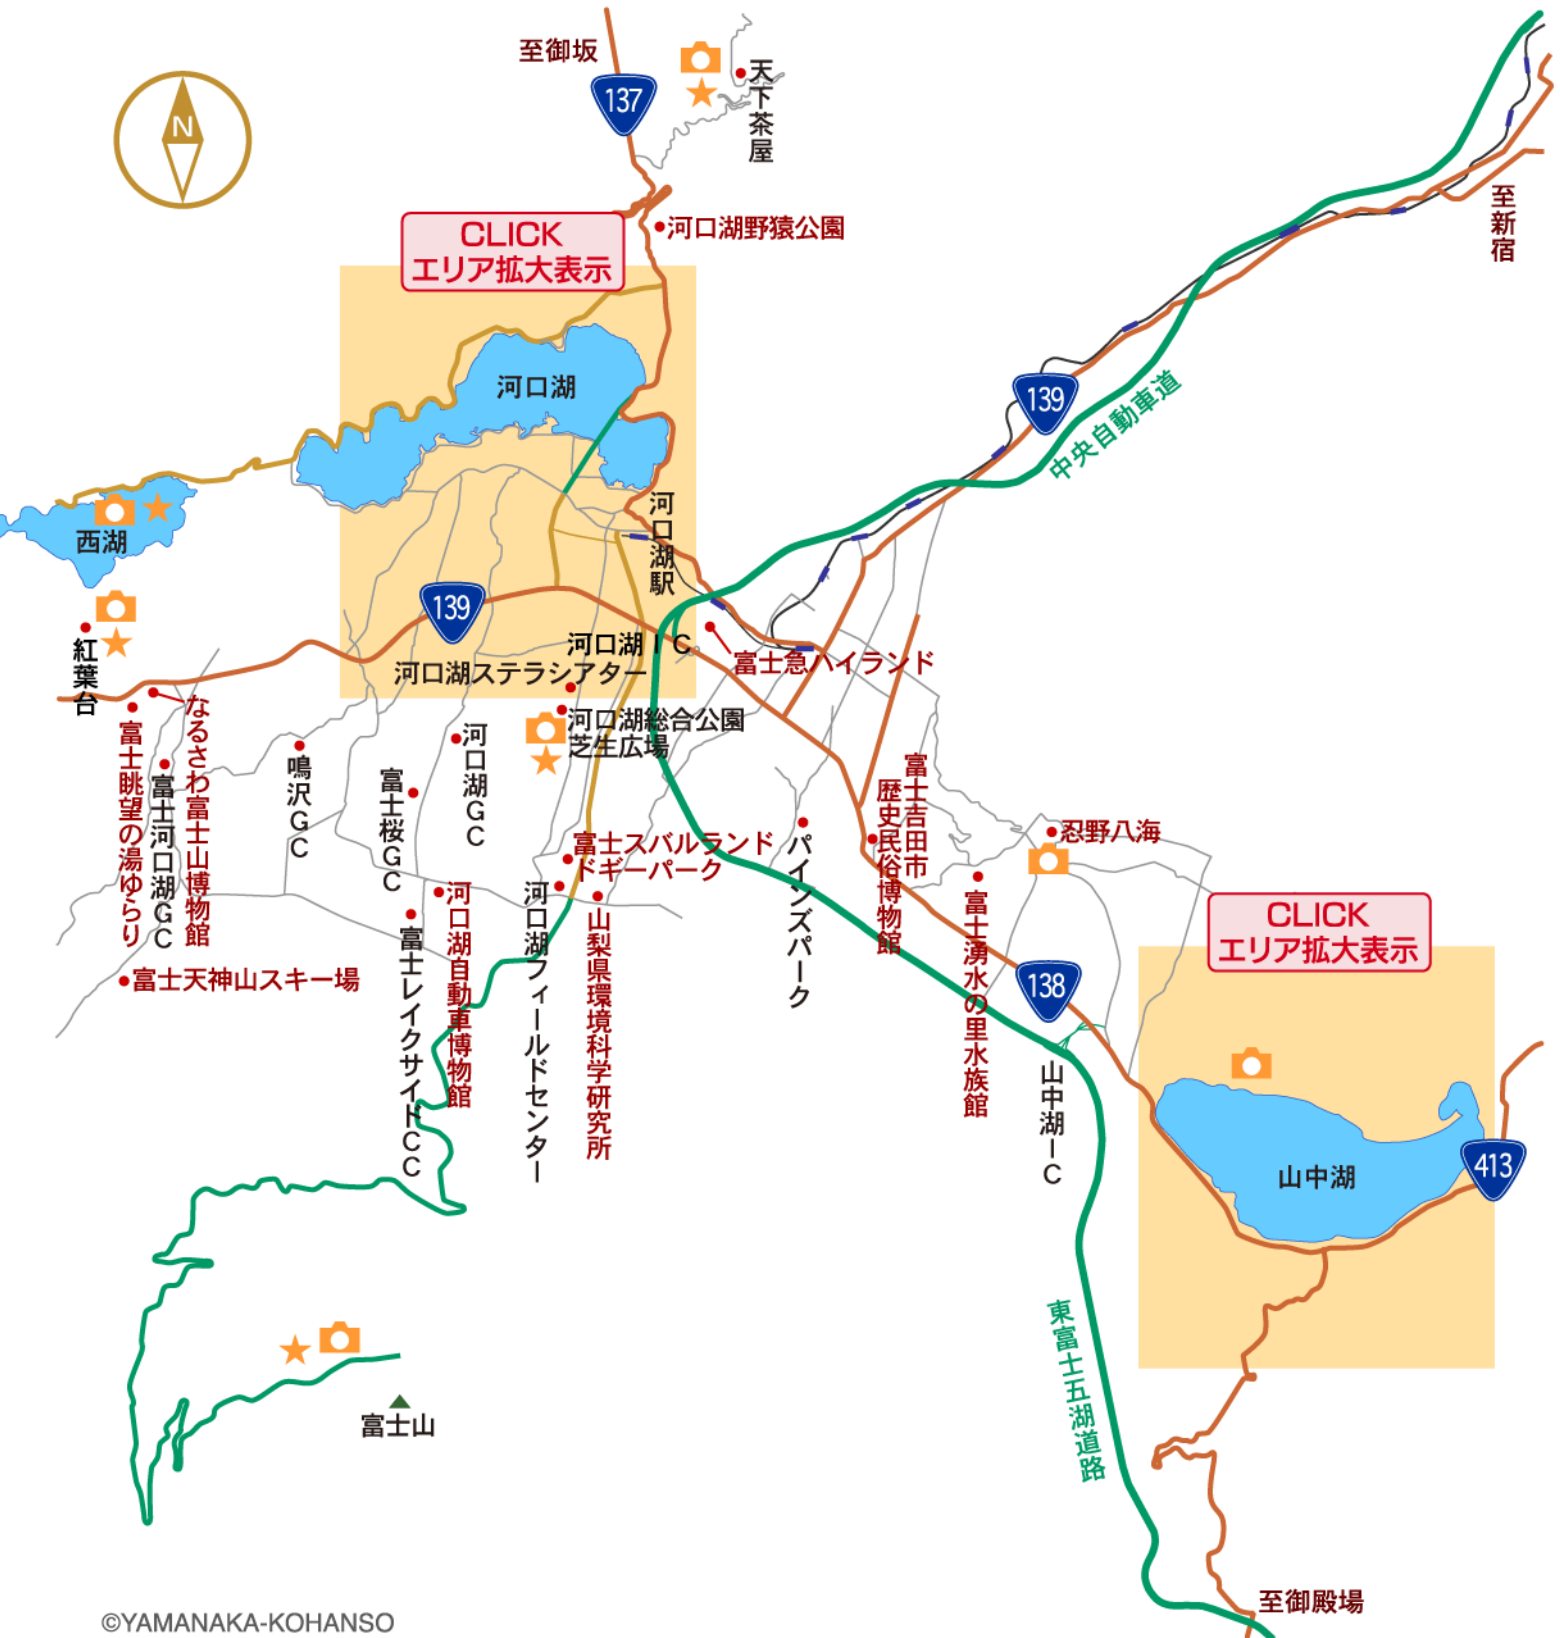 至御坂
137
天下茶屋
N
至新宿
河口湖野猿公園
CLICK
エリア拡大表示
河口湖
139
中央自動車道
西湖
河口湖駅
139
紅葉台
河口湖IC
富士急ハイランド
河口湖ステラシアター
河口湖総合公園
芝生広場
なるさわ富士山博物館
富士眺望の湯ゆらり
富士河口湖GC
鳴沢GC
富士桜GC
河口湖GC
富士吉田市
歴史民俗博物館
パインズパーク
忍野八海
富士スバルランド
ドギーパーク
河口湖自動車博物館
河口湖フィールドセンター
山梨県環境科学研究所
富士レイクサイドCC
富士湧水の里水族館
CLICK
エリア拡大表示
富士天神山スキー場
138
山中湖IC
山中湖
413
東富士五湖道路
富士山
至御殿場
©YAMANAKA-KOHANSO